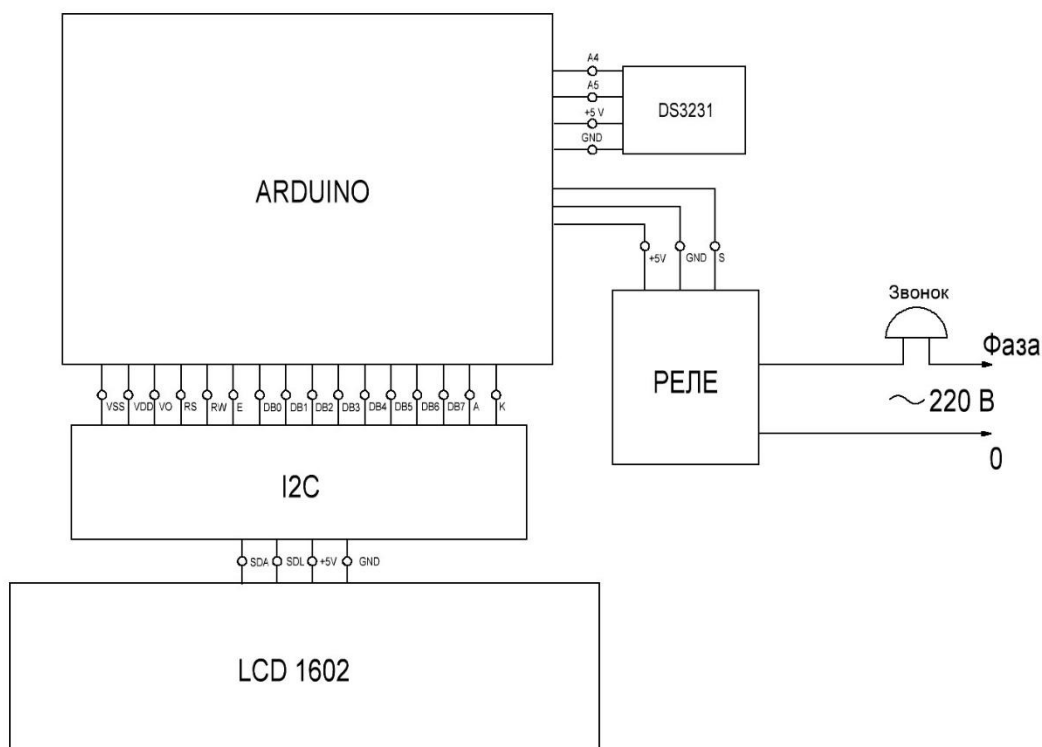 A4
A5
+5 V
GND
DS3231
ARDUINO
+5V GND S
Звонок
Фаза
РЕЛЕ
220 В
0
VSS VDD VO RS RW E DB0 DB1 DB2 DB3 DB4 DB5 DB6 DB7 A K
I2C
SDA SDL +5V GND
LCD 1602